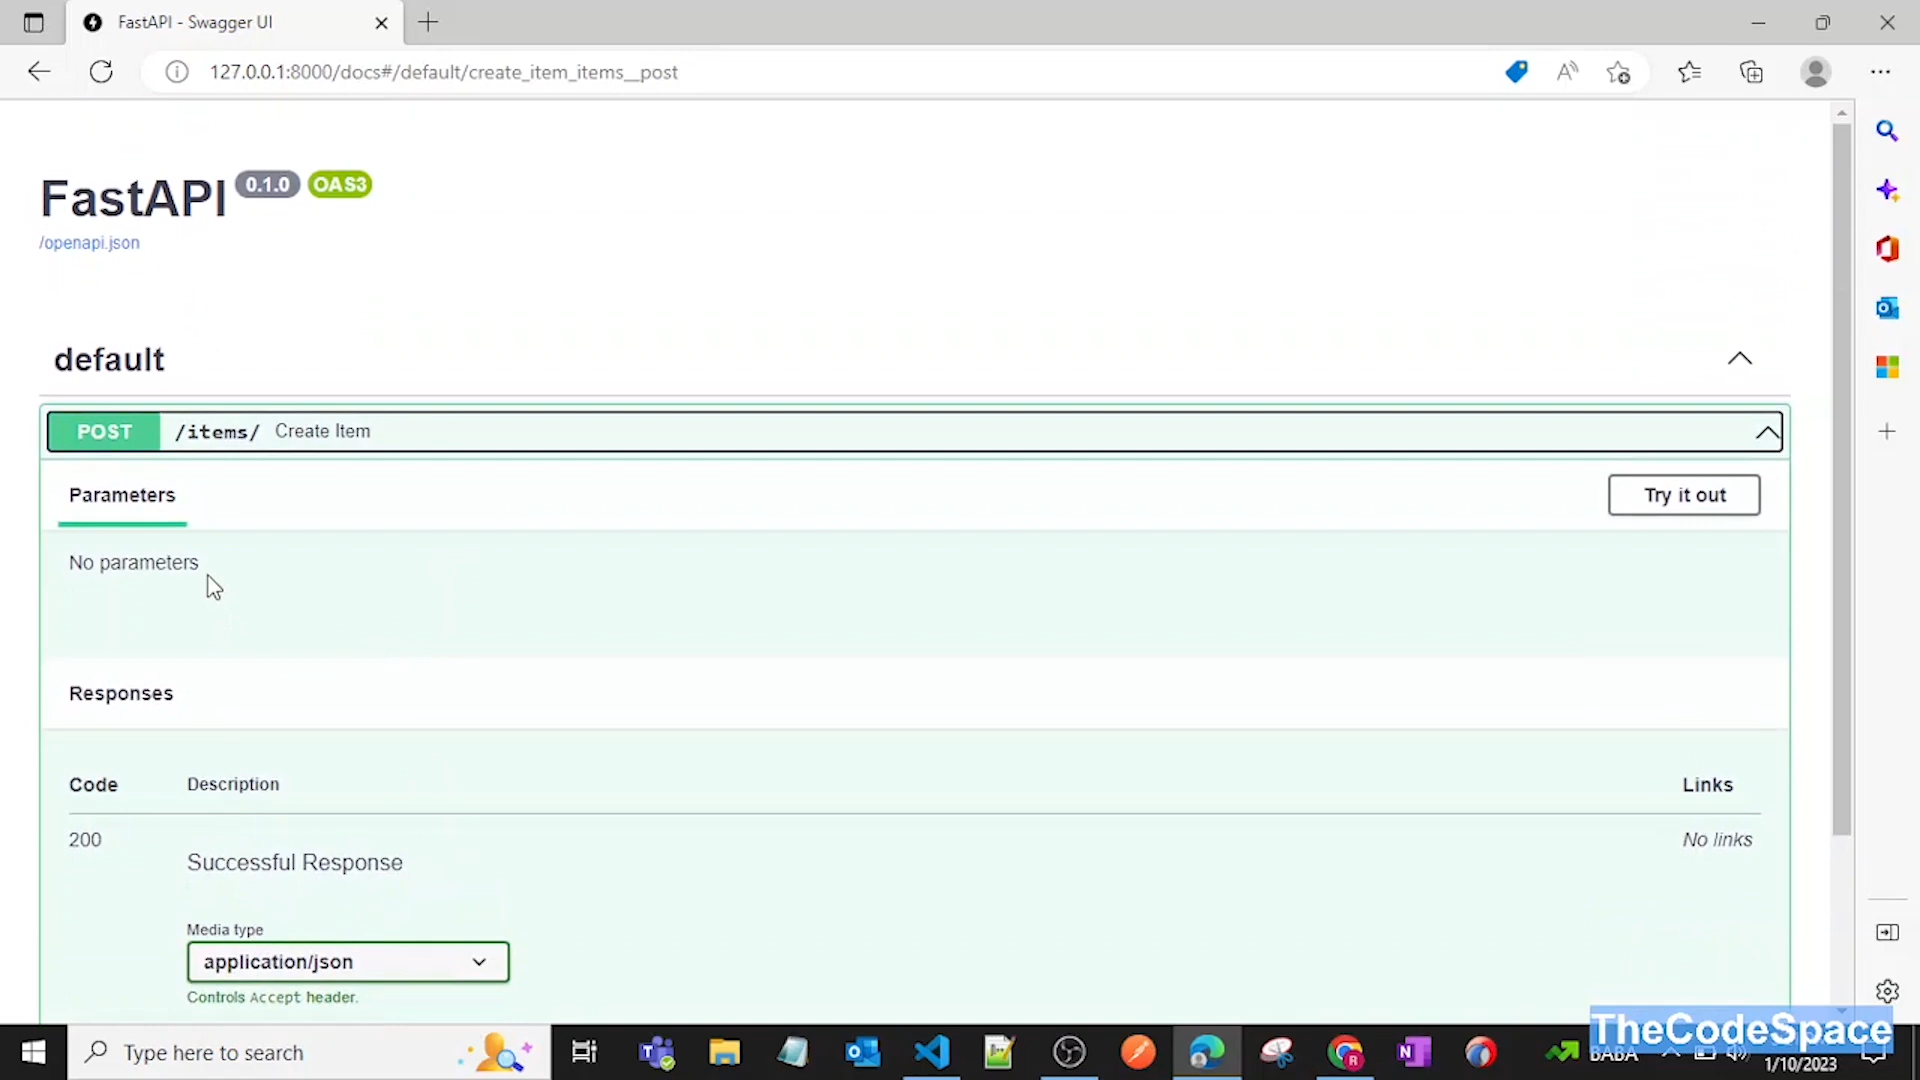 FastAPI - Swagger UI
127.0.0.1:8000/docs#/default/create_item_items__post
FastAPI 0.1.0 OAS3
/openapi.json
default
POST /items/ Create Item
Parameters
Try it out
No parameters
Responses
Code Description Links
200 No links
Successful Response
Media type
application/json
Controls Accept header.
TheCodeSpace
Type here to search BABA
1/10/2023